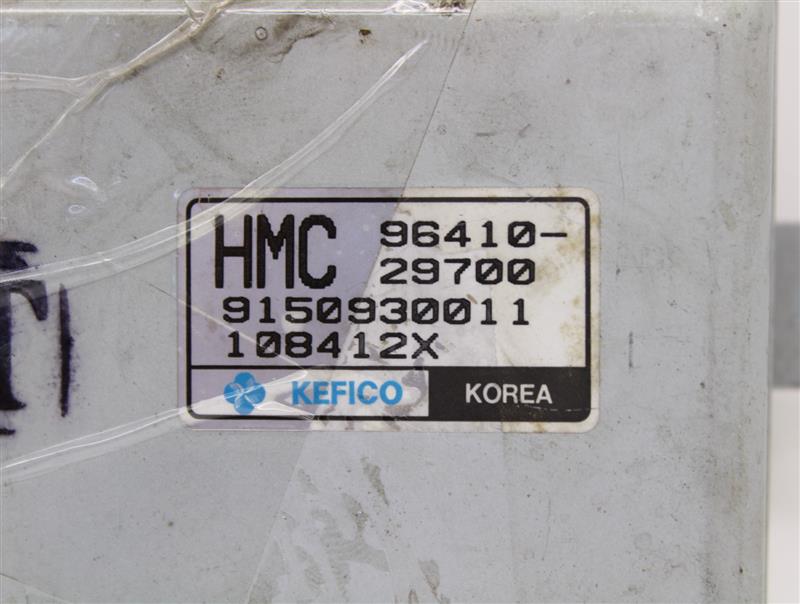 HMC 96410-
29700
9150930011
108412X
KEFICO KOREA